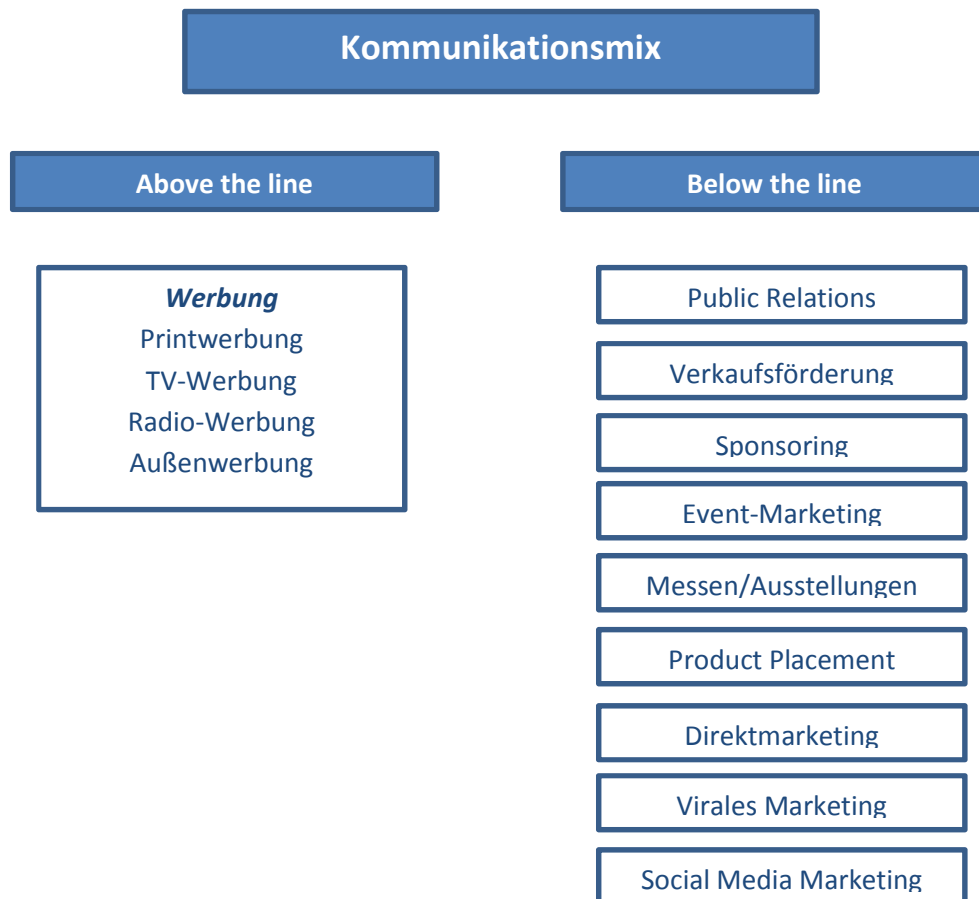 Kommunikationsmix
Above the line
Werbung
Printwerbung
TV-Werbung
Radio-Werbung
Außenwerbung
Below the line
Public Relations
Verkaufsförderung
Sponsoring
Event-Marketing
Messen/Ausstellungen
Product Placement
Direktmarketing
Virales Marketing
Social Media Marketing